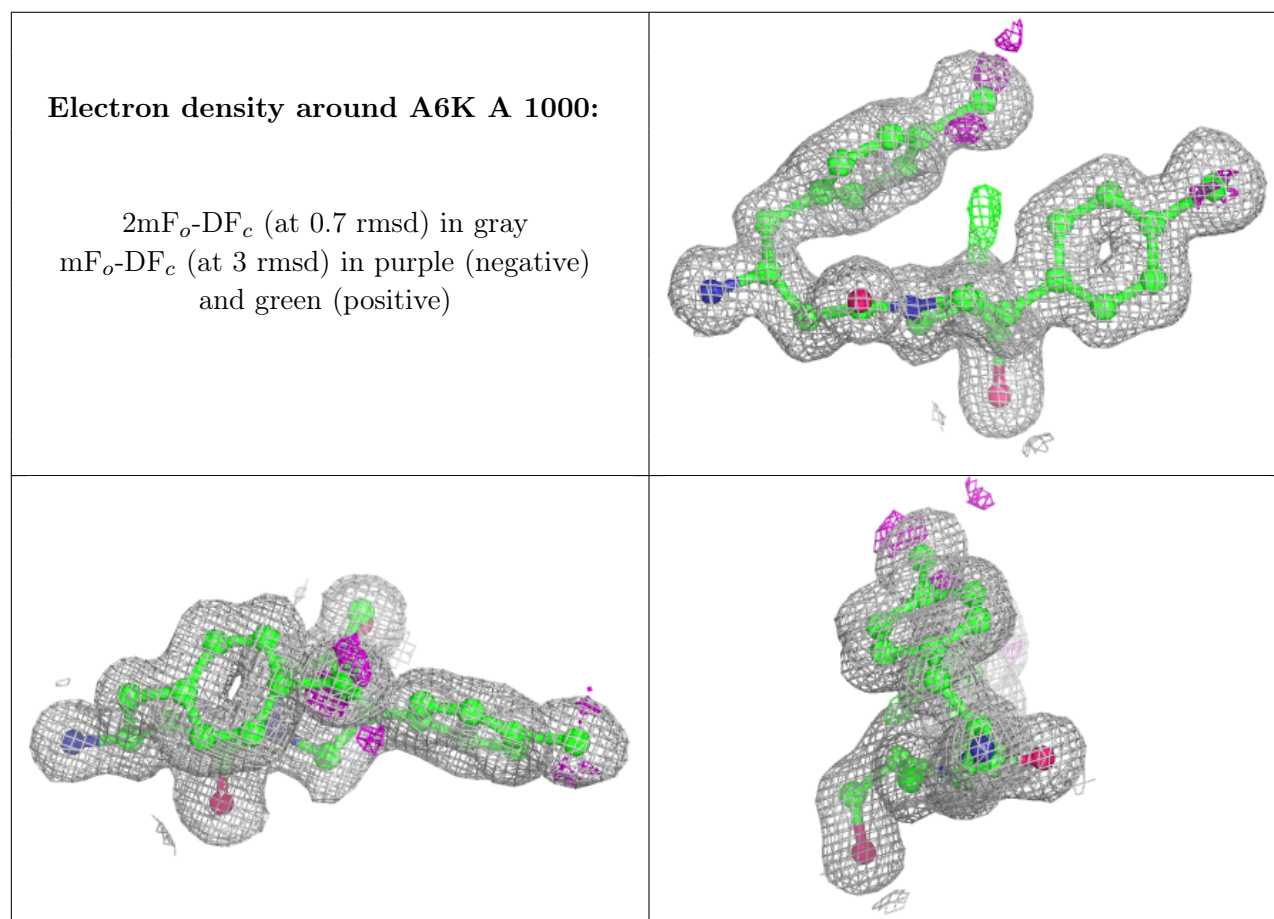 Electron density around A6K A 1000:
2mFo-DFc (at 0.7 rmsd) in gray
mFo-DFc (at 3 rmsd) in purple (negative)
and green (positive)